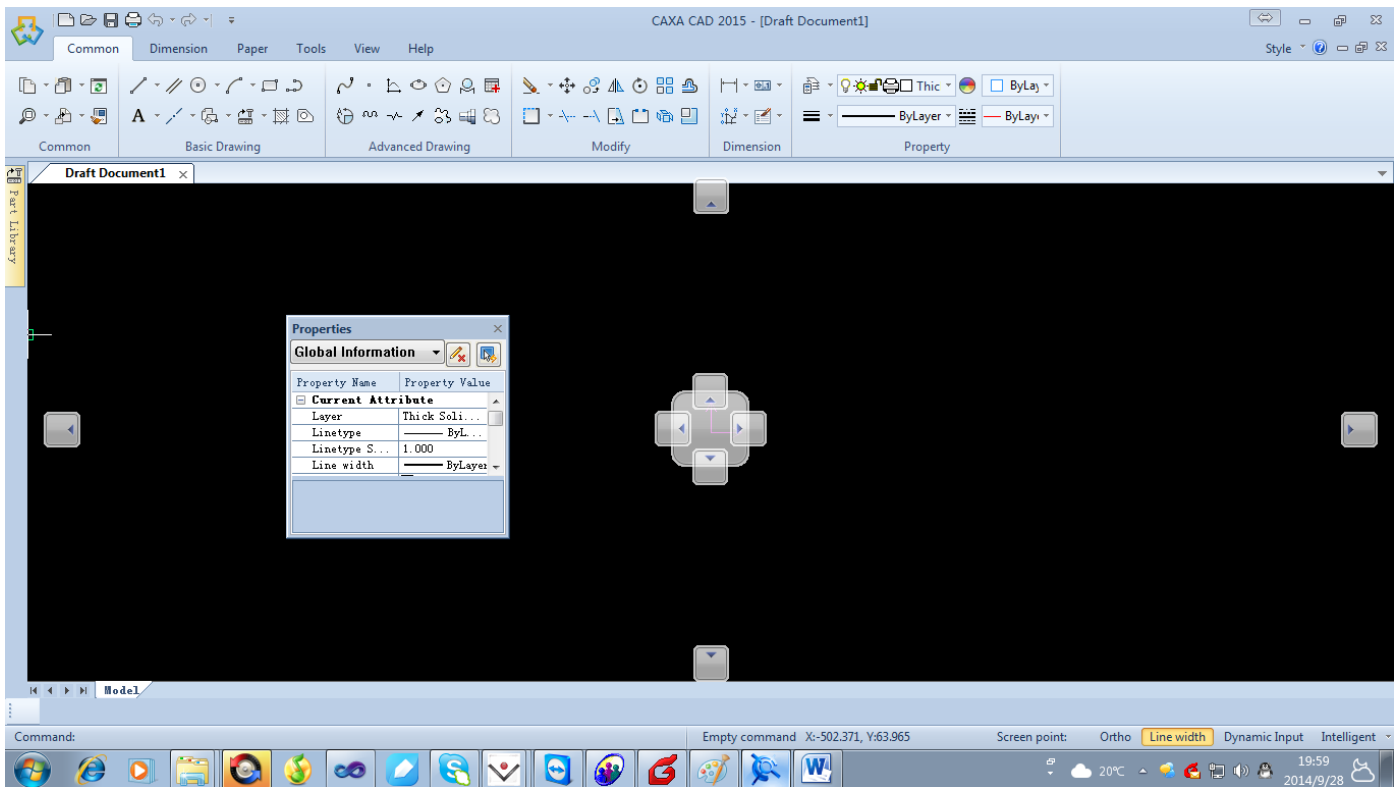 CAXA CAD 2015 - [Draft Document1]
Common Dimension Paper Tools View Help
Style
Thic
ByLay
A
ByLayer
ByLay
Common Basic Drawing Advanced Drawing Modify Dimension Property
Draft Document1
Part Library
Properties
Global Information
Property Name Property Value
Current Attribute
Layer Thick Soli...
Linetype ByL...
Linetype S... 1.000
Line width ByLayer
Model
Command:
Empty command X:-502.371, Y:63.965
Screen point: Ortho Line width Dynamic Input Intelligent
20℃
19:59
2014/9/28